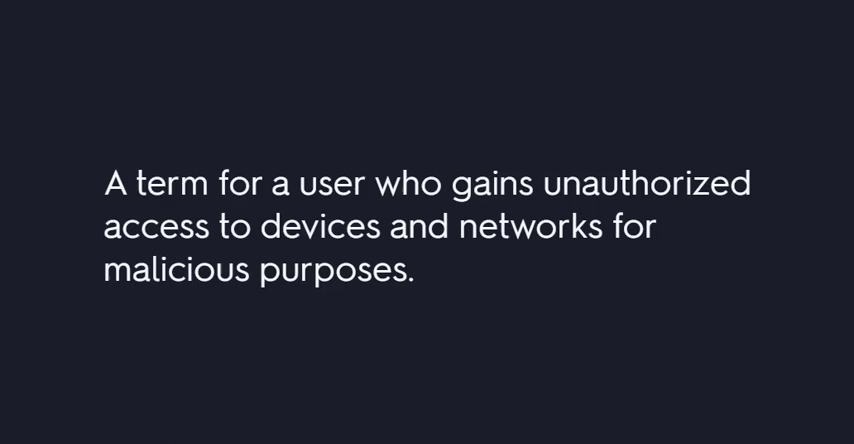 A term for a user who gains unauthorized
access to devices and networks for
malicious purposes.